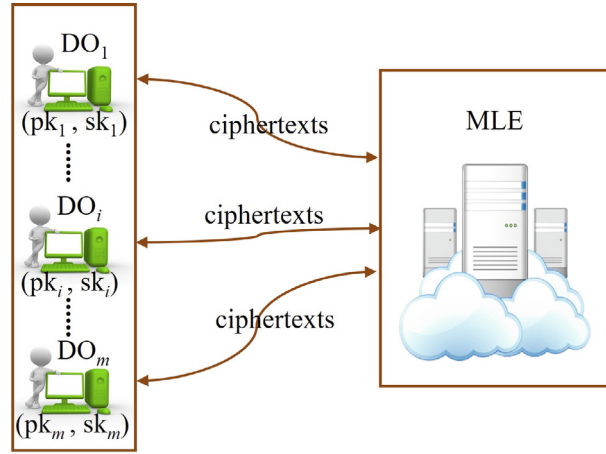 DO₁
(pk₁ , sk₁)
ciphertexts
MLE
DOᵢ
(pkᵢ , skᵢ)
ciphertexts
DOₘ
(pkₘ , skₘ)
ciphertexts